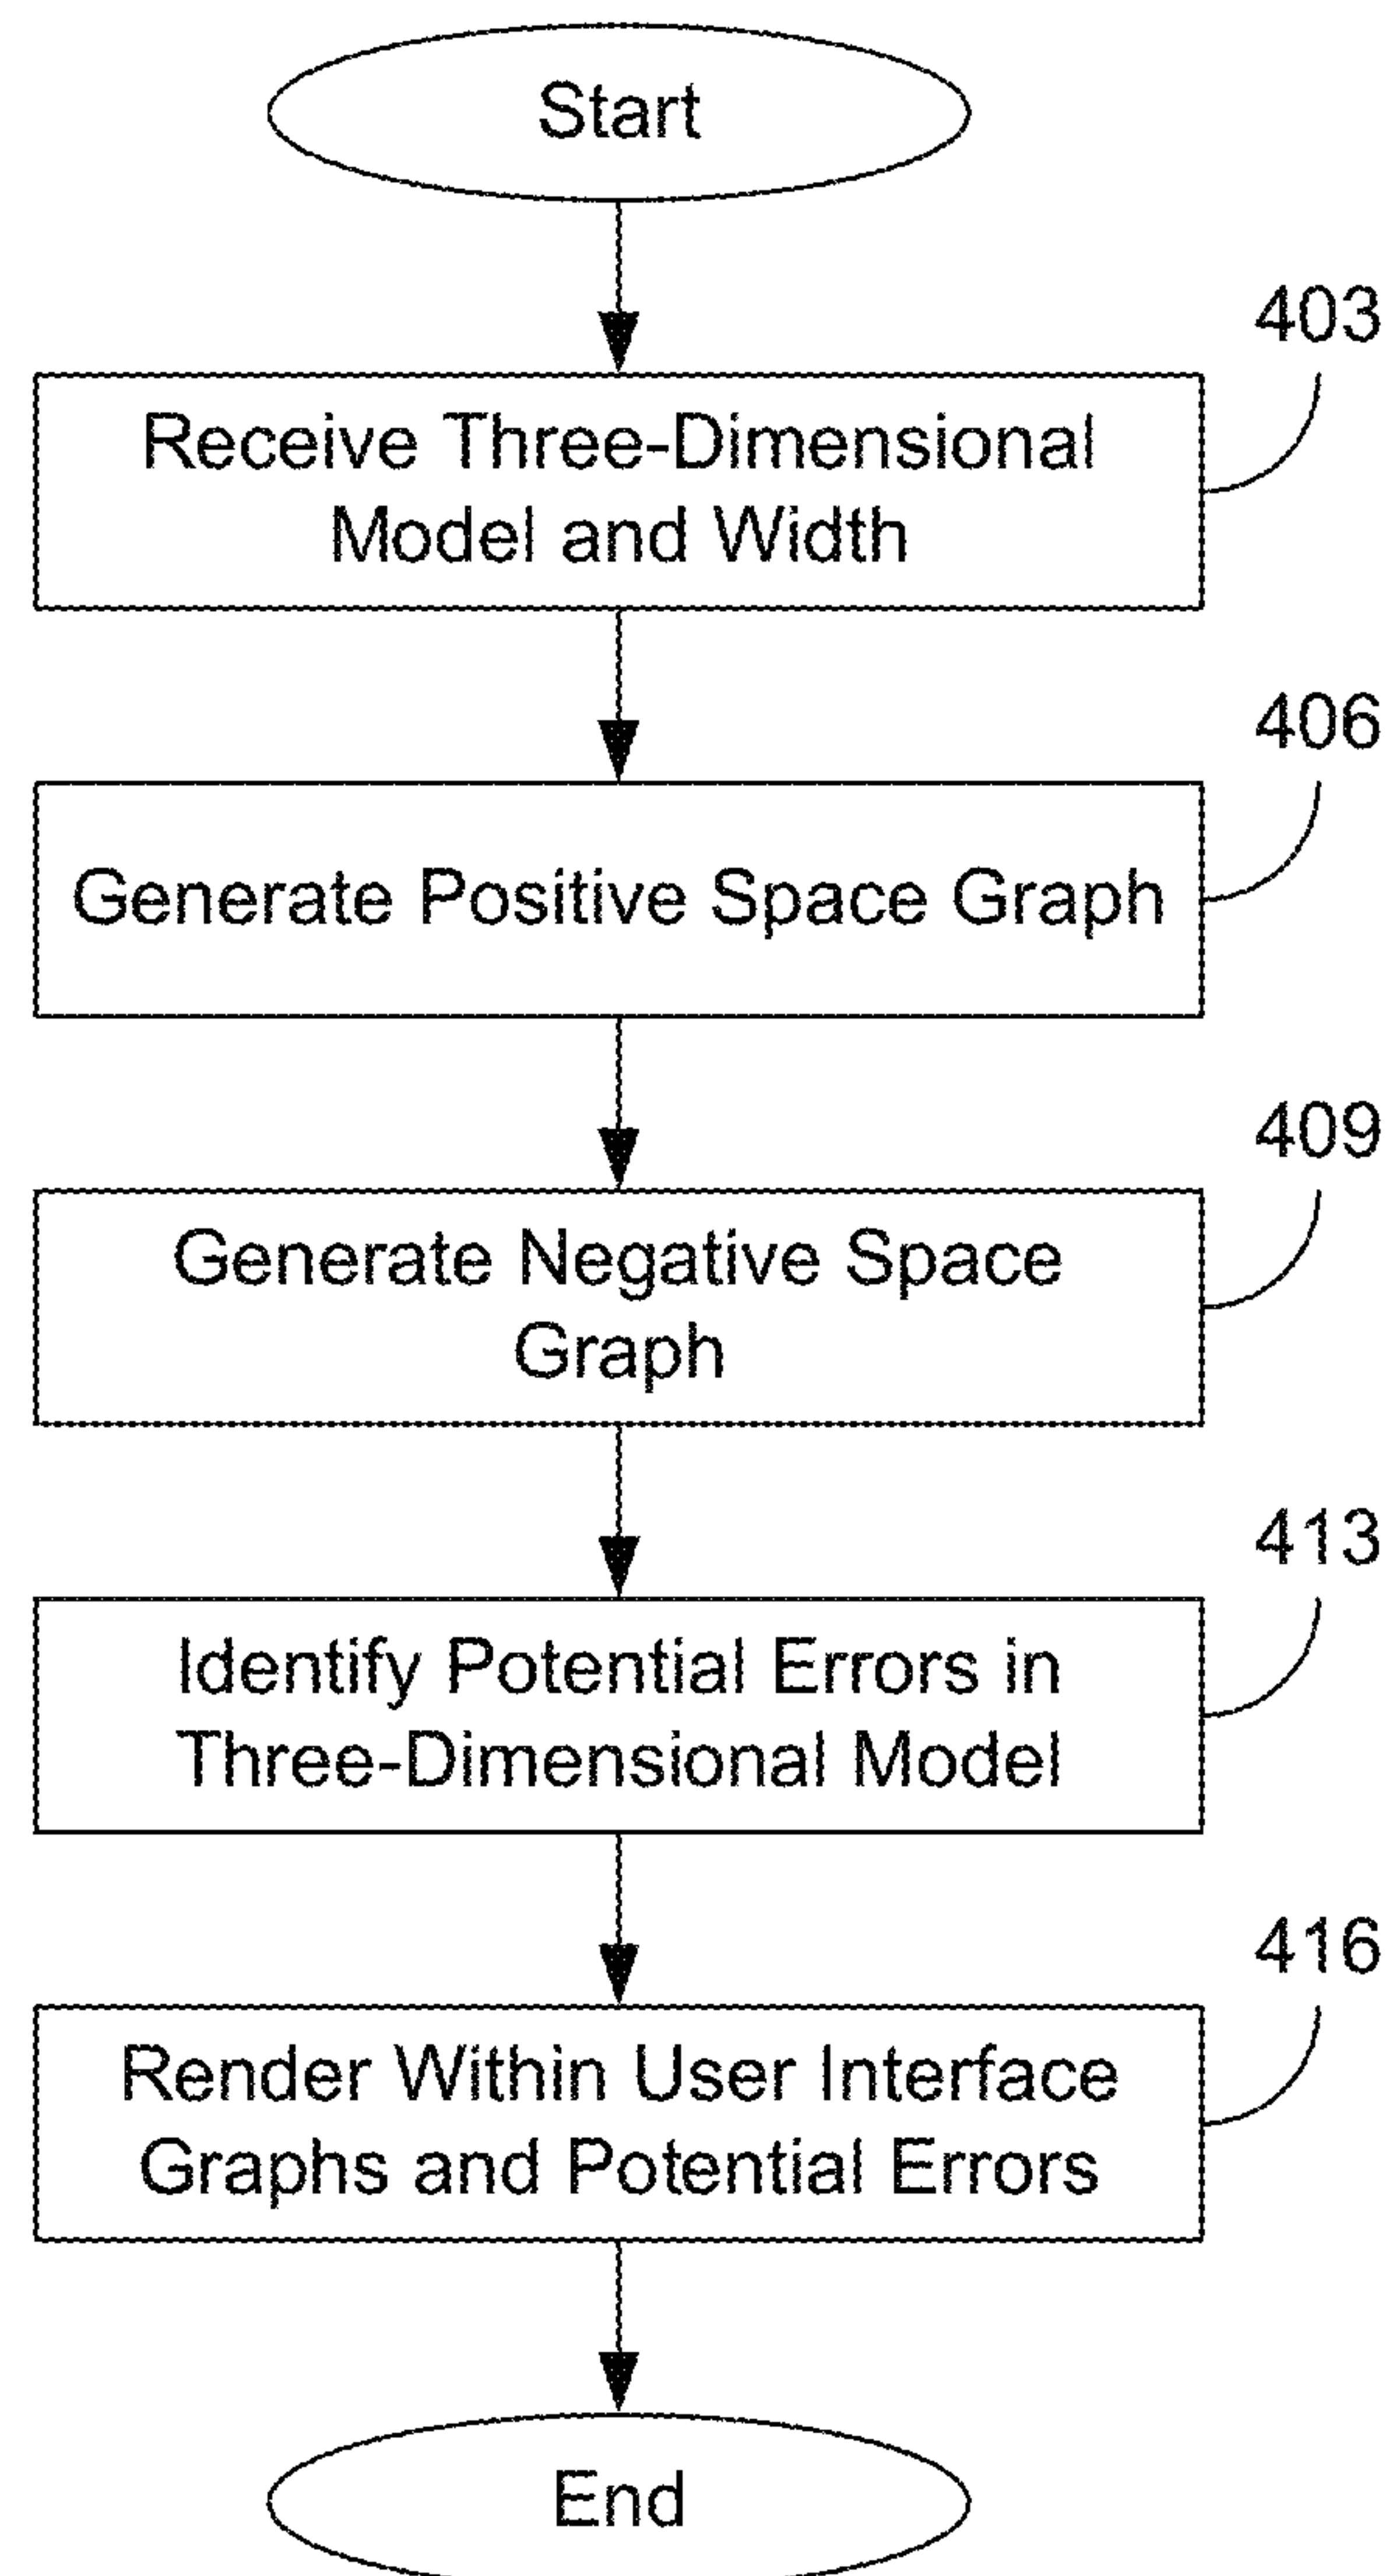 Start
403
Receive Three-Dimensional
Model and Width
406
Generate Positive Space Graph
409
Generate Negative Space
Graph
413
Identify Potential Errors in
Three-Dimensional Model
416
Render Within User Interface
Graphs and Potential Errors
End